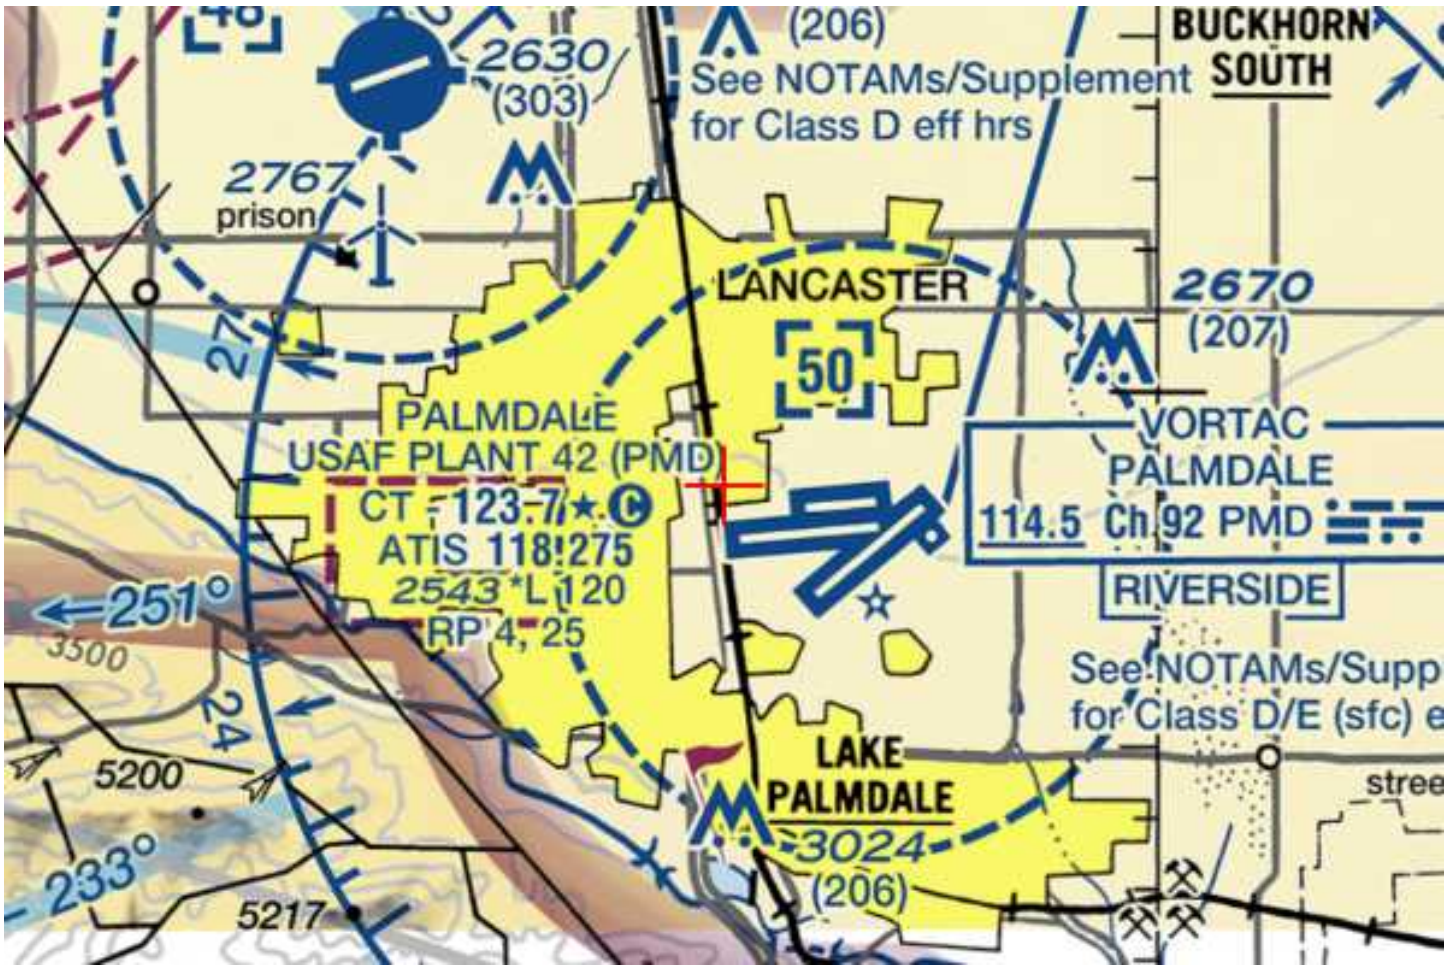 48
2630
(303)
(206)
See NOTAMs/Supplement
for Class D eff hrs
BUCKHORN
SOUTH
2767
prison
LANCASTER
2670
(207)
27
50
PALMDALE
USAF PLANT 42 (PMD)
CT - 123.7 ★ C
ATIS 118.275
2543 *L 120
RP 4, 25
VORTAC
PALMDALE
114.5 Ch 92 PMD
RIVERSIDE
See NOTAMs/Supp
for Class D/E (sfc) e
251°
3500
24
5200
LAKE
PALMDALE
3024
(206)
233°
5217
stree